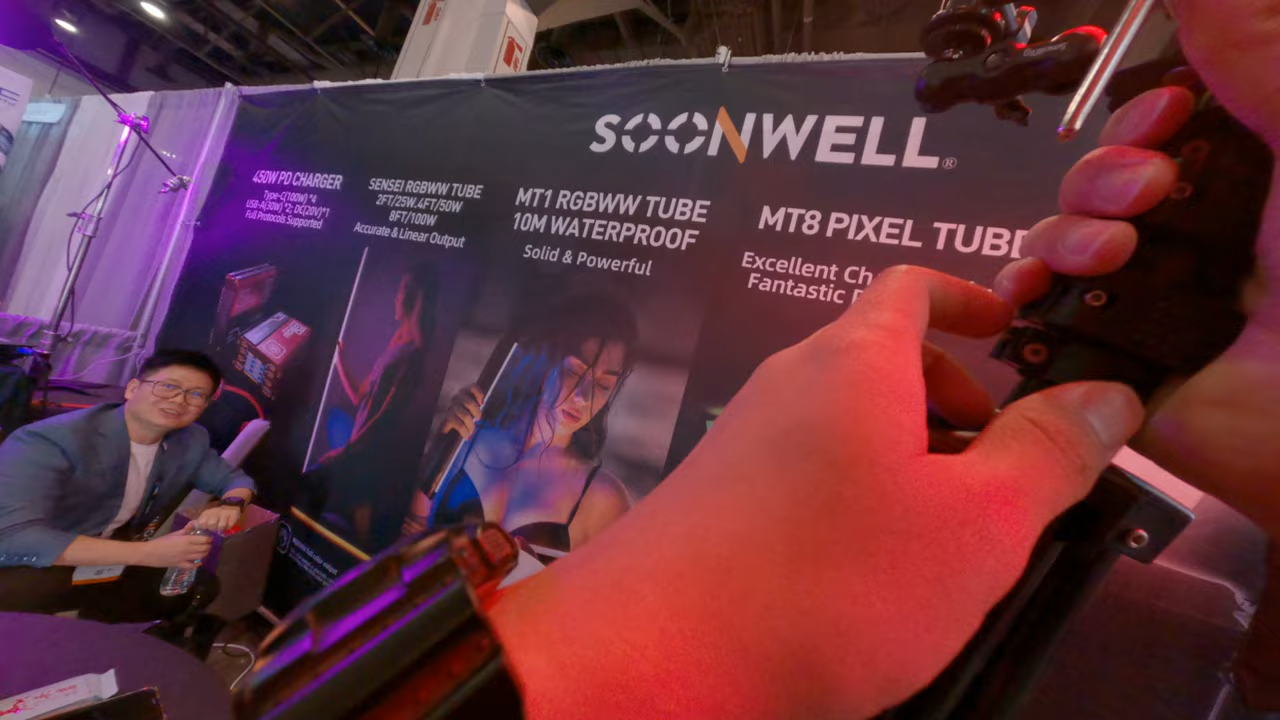 SOONWELL®
450W PD CHARGER
Type-C(100W) *4
USB-A(30W) *2; DC(20V)*1
Full Protocols Supported
SENSEI RGBWW TUBE
2FT/25W.4FT/50W
8FT/100W
Accurate & Linear Output
MT1 RGBWW TUBE
10M WATERPROOF
Solid & Powerful
MT8 PIXEL TUBE
Excellent Ch
Fantastic